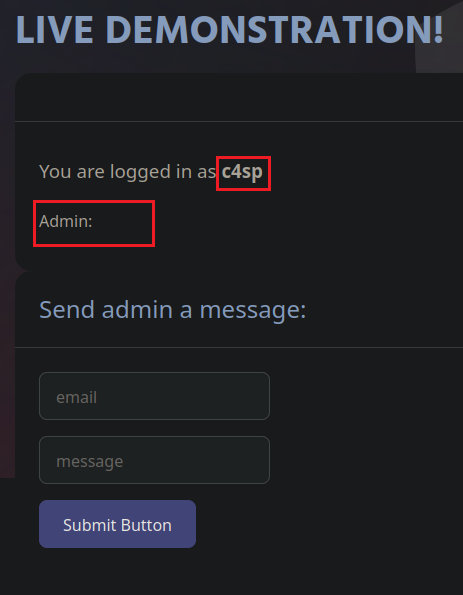 LIVE DEMONSTRATION!
You are logged in as c4sp
Admin:
Send admin a message:
email
message
Submit Button